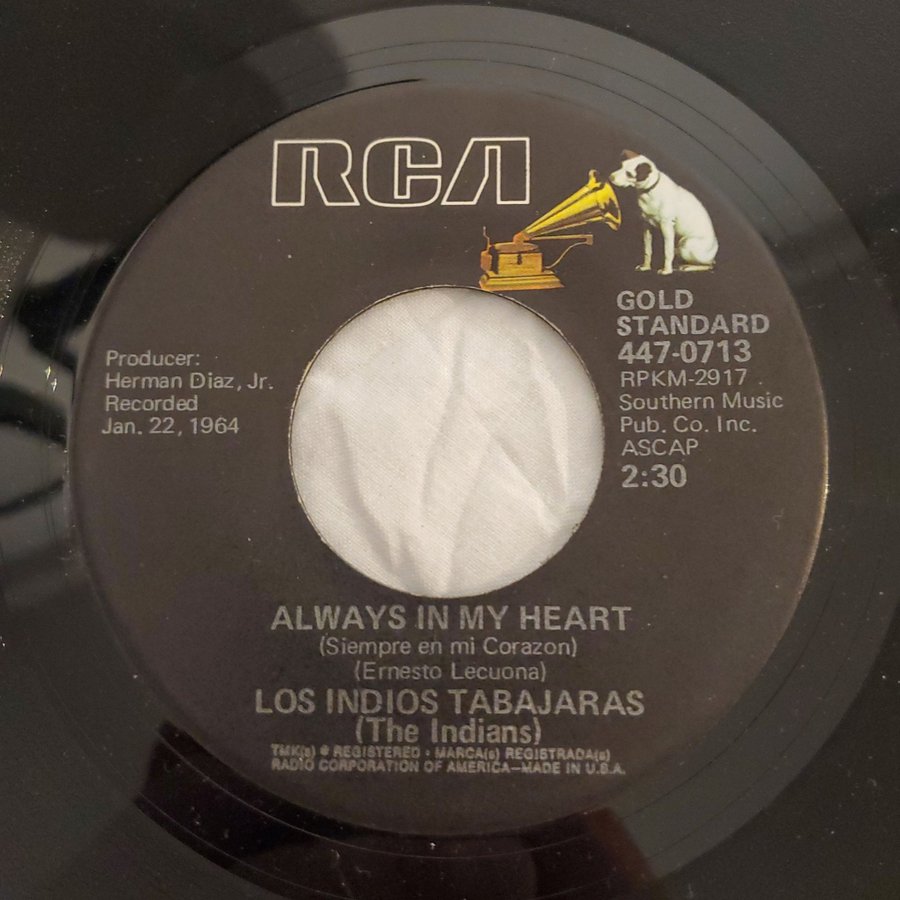 RCA
GOLD
STANDARD
447-0713
RPKM-2917
Southern Music
Pub. Co. Inc.
ASCAP
2:30
Producer:
Herman Diaz, Jr.
Recorded
Jan. 22, 1964
ALWAYS IN MY HEART
(Siempre en mi Corazon)
(Ernesto Lecuona)
LOS INDIOS TABAJARAS
(The Indians)
TMK(s) ® REGISTERED • MARCA(s) REGISTRADA(s)
RADIO CORPORATION OF AMERICA—MADE IN U.S.A.